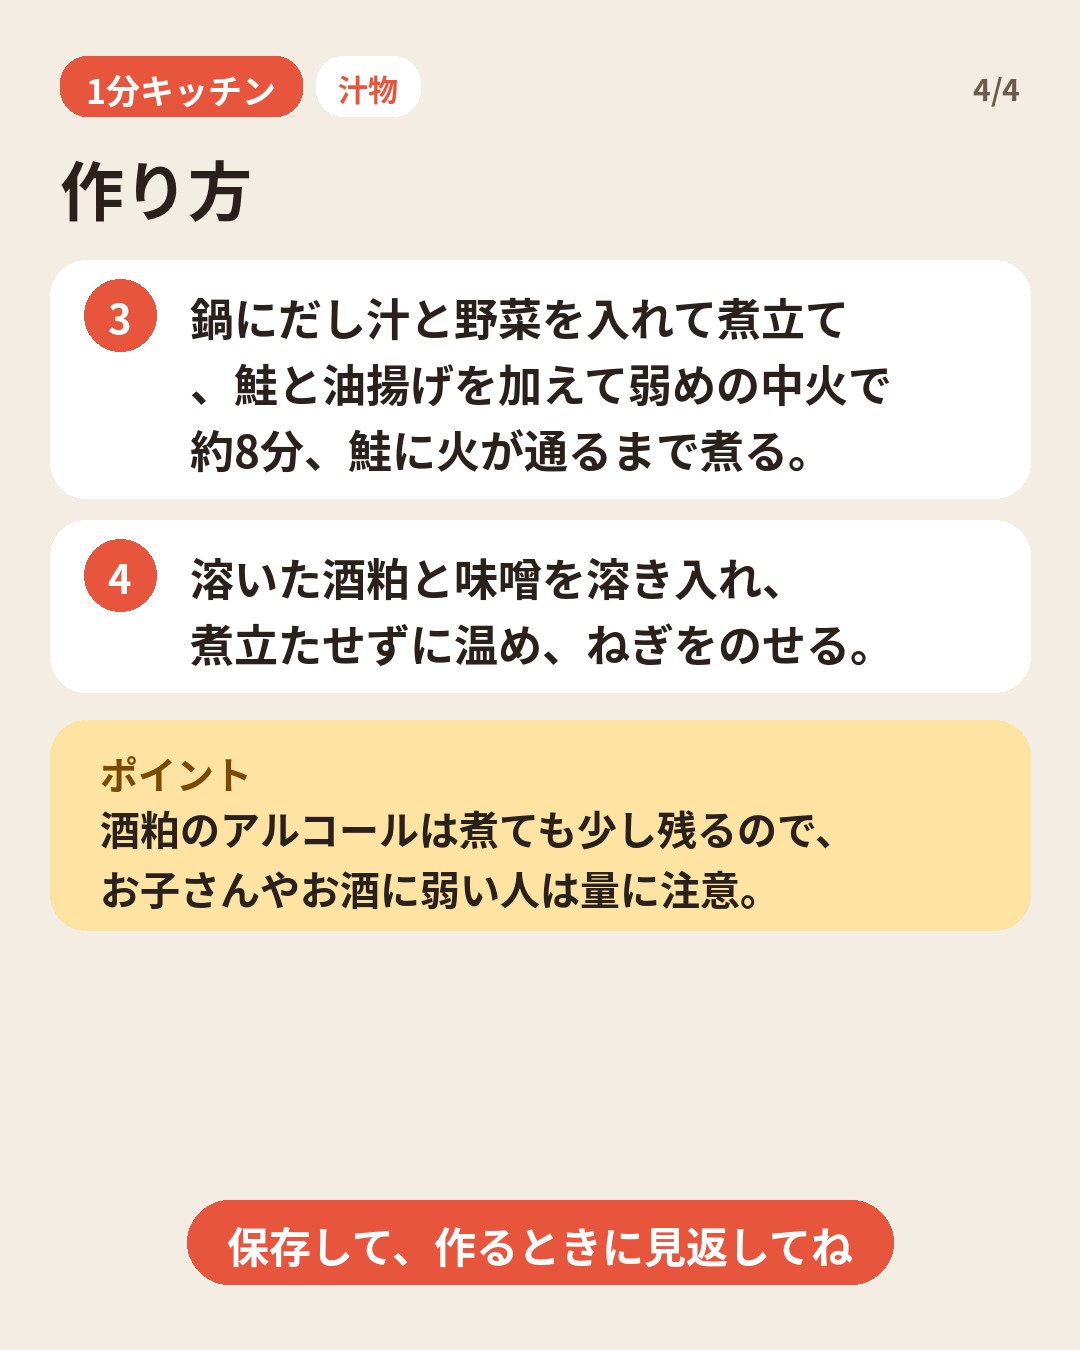 1分キッチン 汁物 4/4
作り方
3 鍋にだし汁と野菜を入れて煮立て
、鮭と油揚げを加えて弱めの中火で
約8分、鮭に火が通るまで煮る。
4 溶いた酒粕と味噌を溶き入れ、
煮立たせずに温め、ねぎをのせる。
ポイント
酒粕のアルコールは煮ても少し残るので、
お子さんやお酒に弱い人は量に注意。
保存して、作るときに見返してね